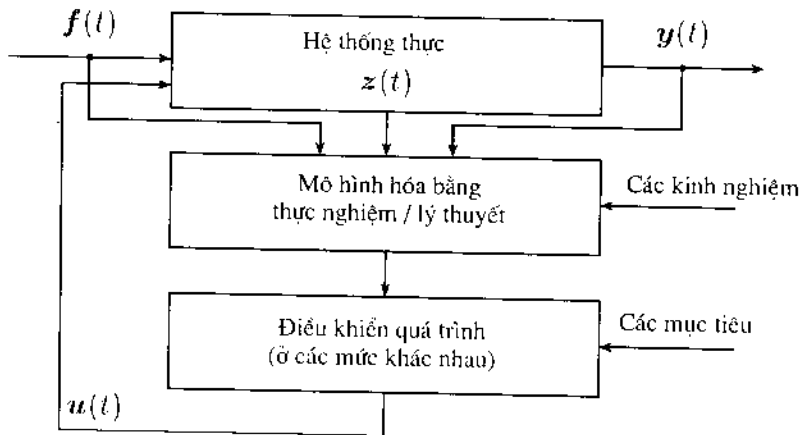 f(t)
Hệ thống thực
y(t)
z(t)
Mô hình hóa bằng
thực nghiệm / lý thuyết
Các kinh nghiệm
Điều khiển quá trình
(ở các mức khác nhau)
Các mục tiêu
u(t)